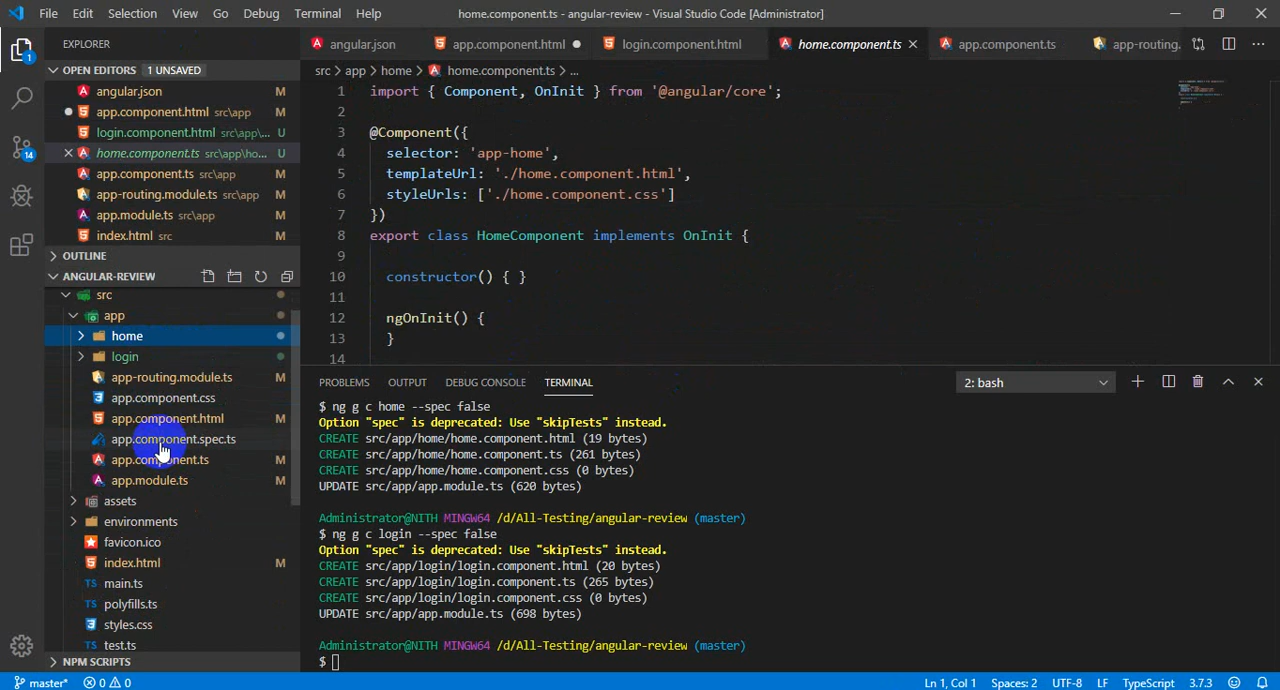 File Edit Selection View Go Debug Terminal Help home.component.ts - angular-review - Visual Studio Code [Administrator]
EXPLORER
OPEN EDITORS 1 UNSAVED
angular.json M
app.component.html src\app M
login.component.html src\app\... U
home.component.ts src\app\ho... U
app.component.ts src\app M
app-routing.module.ts src\app M
app.module.ts src\app M
index.html src M
OUTLINE
ANGULAR-REVIEW
src
app
home
login
app-routing.module.ts M
app.component.css
app.component.html M
app.component.spec.ts
app.component.ts M
app.module.ts M
assets
environments
favicon.ico
index.html M
main.ts
polyfills.ts
styles.css
test.ts
NPM SCRIPTS
1
14
angular.json app.component.html login.component.html home.component.ts app.component.ts app-routing.
src > app > home > home.component.ts > ...
1 import { Component, OnInit } from '@angular/core';
2
3 @Component({
4 selector: 'app-home',
5 templateUrl: './home.component.html',
6 styleUrls: ['./home.component.css']
7 })
8 export class HomeComponent implements OnInit {
9
10 constructor() { }
11
12 ngOnInit() {
13 }
14
PROBLEMS OUTPUT DEBUG CONSOLE TERMINAL 2: bash
$ ng g c home --spec false
Option "spec" is deprecated: Use "skipTests" instead.
CREATE src/app/home/home.component.html (19 bytes)
CREATE src/app/home/home.component.ts (261 bytes)
CREATE src/app/home/home.component.css (0 bytes)
UPDATE src/app/app.module.ts (620 bytes)
Administrator@NITH MINGW64 /d/All-Testing/angular-review (master)
$ ng g c login --spec false
Option "spec" is deprecated: Use "skipTests" instead.
CREATE src/app/login/login.component.html (20 bytes)
CREATE src/app/login/login.component.ts (265 bytes)
CREATE src/app/login/login.component.css (0 bytes)
UPDATE src/app/app.module.ts (698 bytes)
Administrator@NITH MINGW64 /d/All-Testing/angular-review (master)
$
master* 0 0 Ln 1, Col 1 Spaces: 2 UTF-8 LF TypeScript 3.7.3